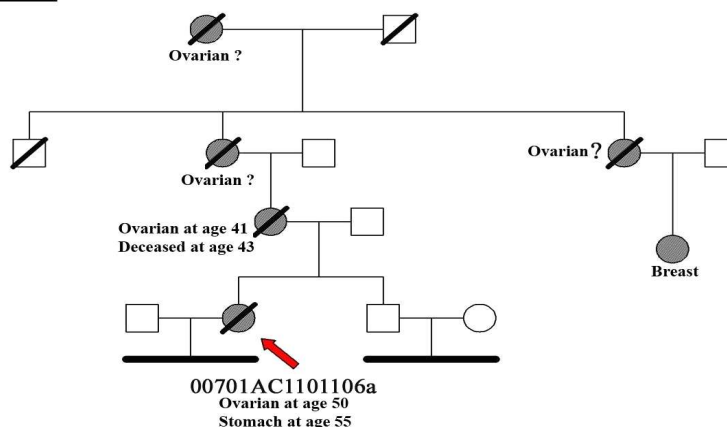 Ovarian ?
Ovarian ?
Ovarian?
Ovarian at age 41
Deceased at age 43
Breast
00701AC1101106a
Ovarian at age 50
Stomach at age 55